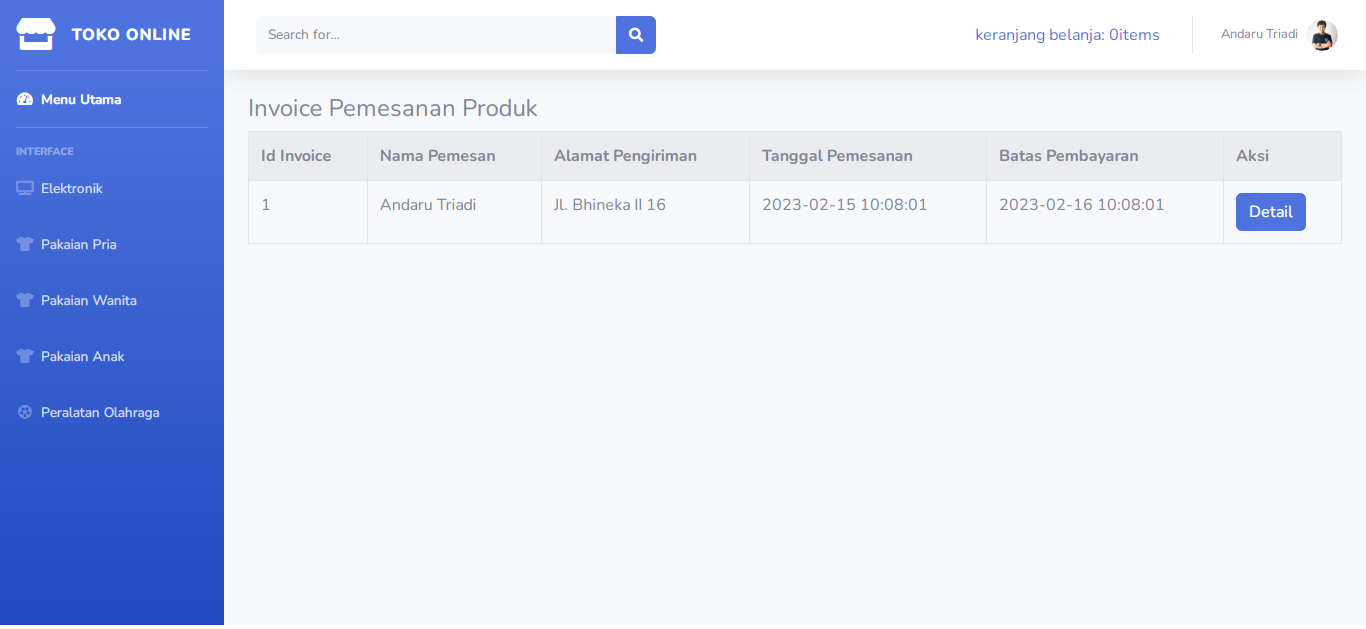 TOKO ONLINE
Search for...
keranjang belanja: 0items
Andaru Triadi
Menu Utama
INTERFACE
Elektronik
Pakaian Pria
Pakaian Wanita
Pakaian Anak
Peralatan Olahraga
Invoice Pemesanan Produk
Id Invoice Nama Pemesan Alamat Pengiriman Tanggal Pemesanan Batas Pembayaran Aksi
1 Andaru Triadi Jl. Bhineka II 16 2023-02-15 10:08:01 2023-02-16 10:08:01 Detail